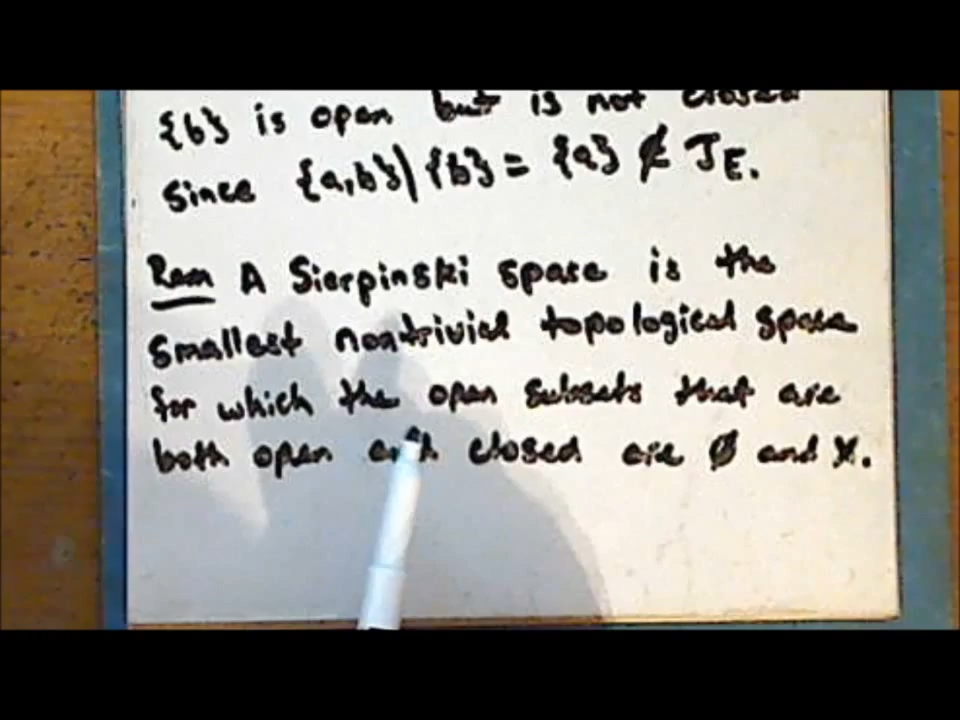 {b} is open but is not closed
since {a,b}\{b} = {a} ∉ T_E.
Rem A Sierpinski space is the
smallest nontrivial topological space
for which the open subsets that are
both open and closed are Ø and X.